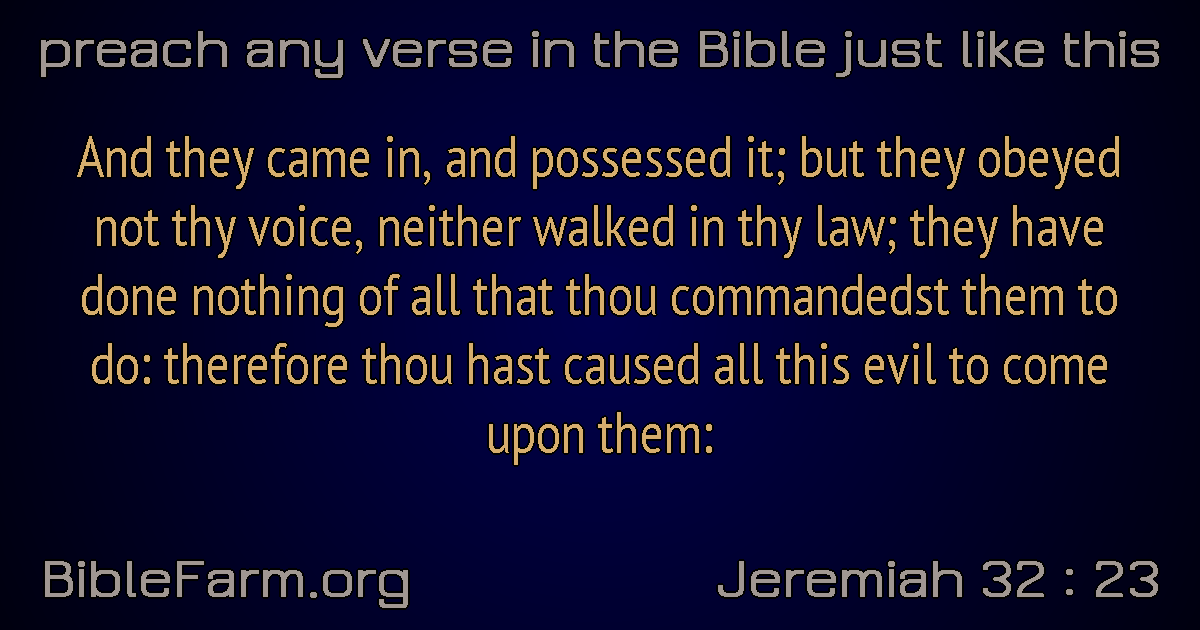 preach any verse in the Bible just like this
And they came in, and possessed it; but they obeyed
not thy voice, neither walked in thy law; they have
done nothing of all that thou commandedst them to
do: therefore thou hast caused all this evil to come
upon them:
BibleFarm.org
Jeremiah 32 : 23